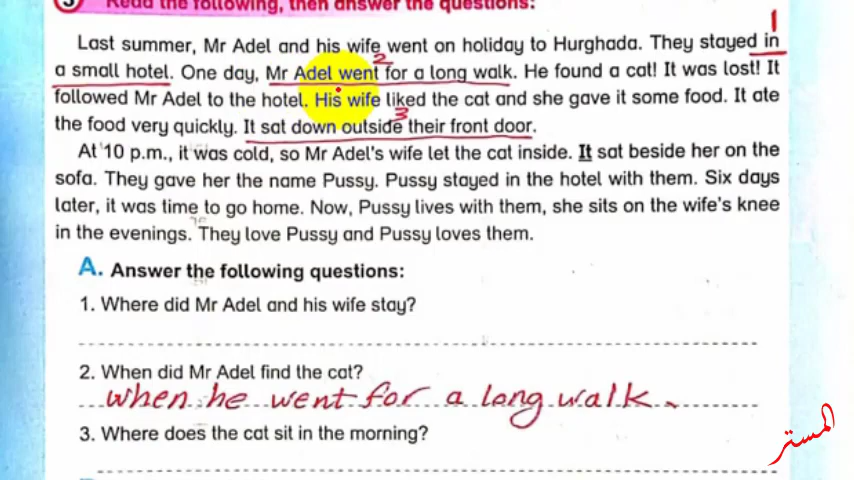 3 Read the following, then answer the questions:
1
Last summer, Mr Adel and his wife went on holiday to Hurghada. They stayed in
2
a small hotel. One day, Mr Adel went for a long walk. He found a cat! It was lost! It
followed Mr Adel to the hotel. His wife liked the cat and she gave it some food. It ate
3
the food very quickly. It sat down outside their front door.
At 10 p.m., it was cold, so Mr Adel's wife let the cat inside. It sat beside her on the
sofa. They gave her the name Pussy. Pussy stayed in the hotel with them. Six days
later, it was time to go home. Now, Pussy lives with them, she sits on the wife's knee
in the evenings. They love Pussy and Pussy loves them.
A. Answer the following questions:
1. Where did Mr Adel and his wife stay?
2. When did Mr Adel find the cat?
when he went for a long walk.
3. Where does the cat sit in the morning?
المستر